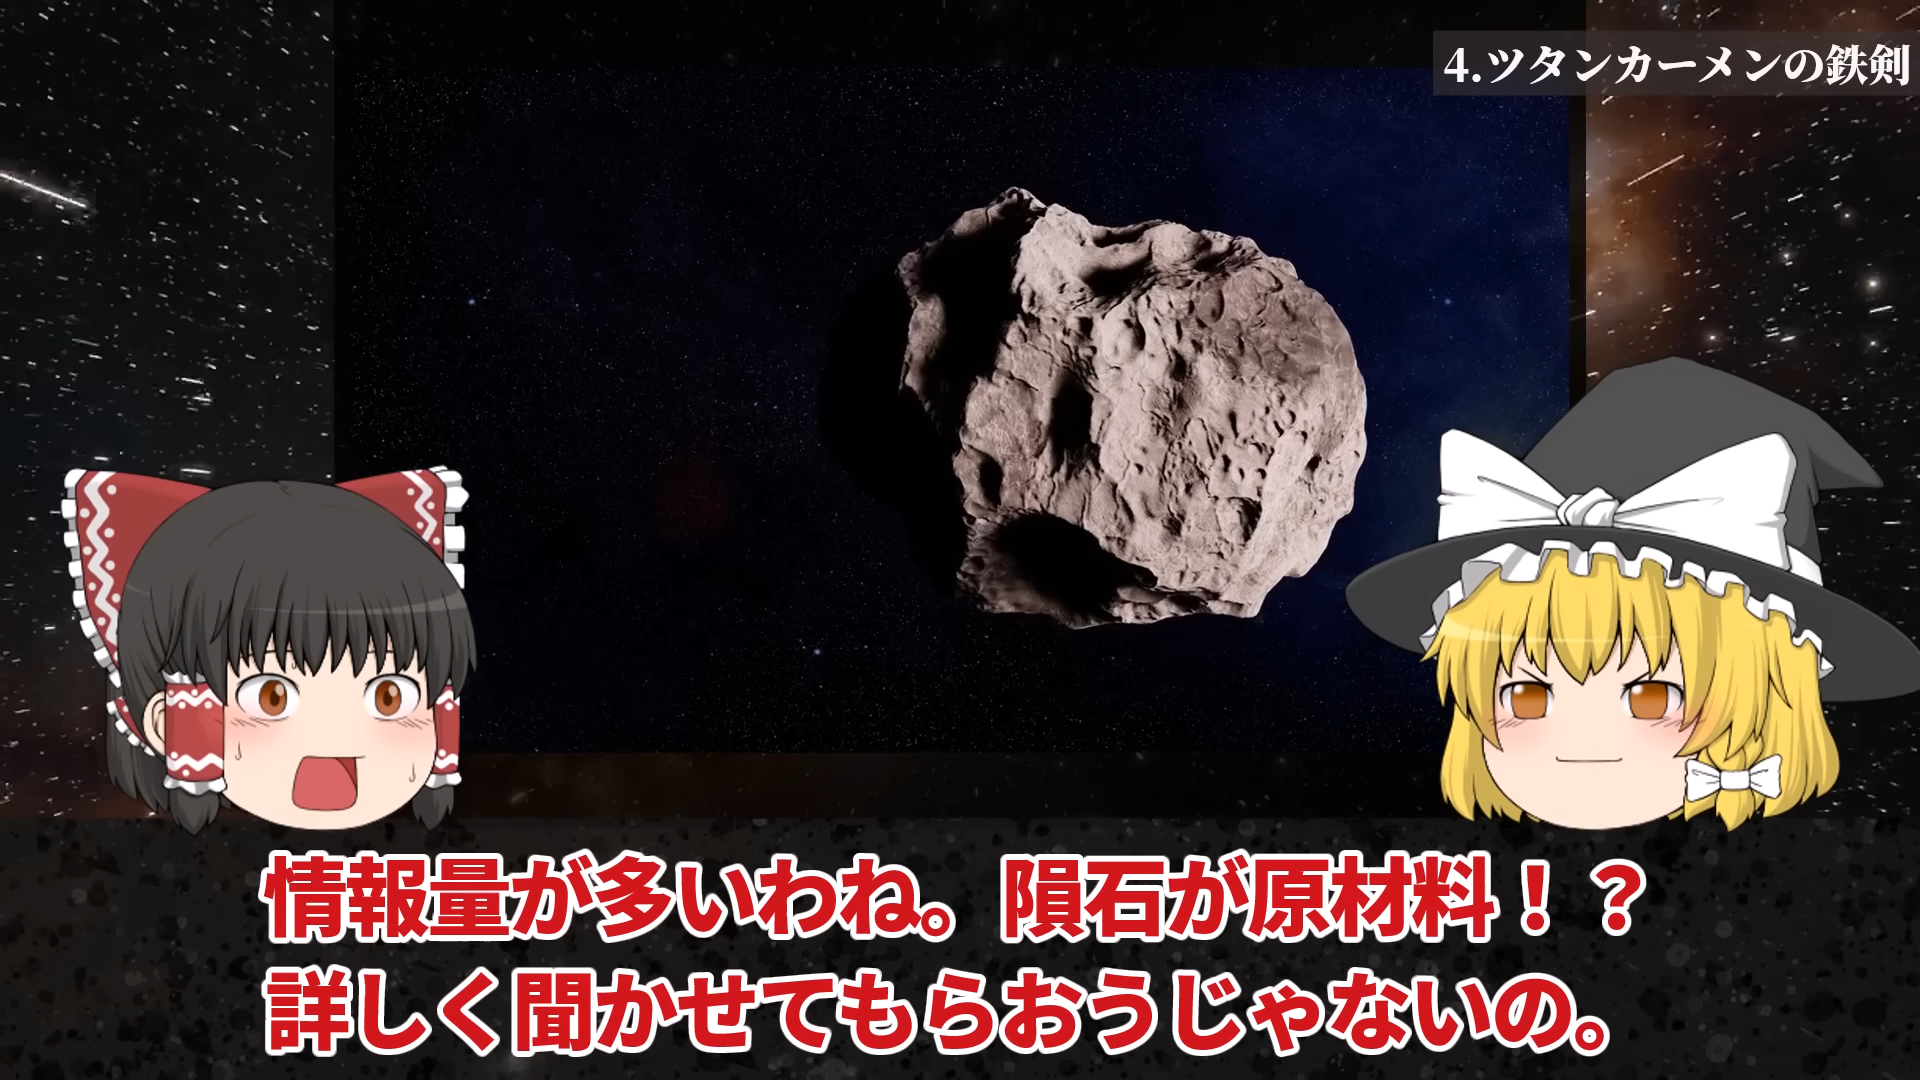 4.ツタンカーメンの鉄剣
情報量が多いわね。隕石が原材料！？
詳しく聞かせてもらおうじゃないの。